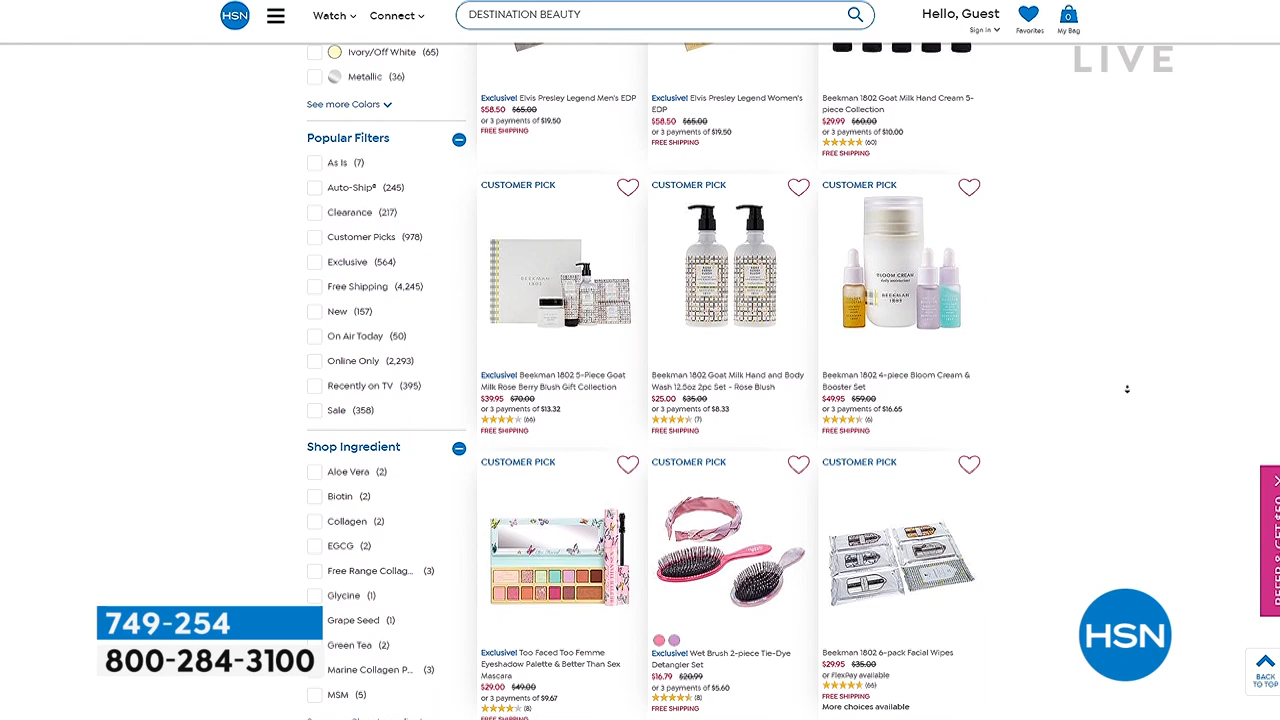 HSN
Watch
Connect
DESTINATION BEAUTY
Hello, Guest
Sign in
Favorites
0
My Bag
LIVE
Ivory/Off White (65)
Metallic (36)
See more Colors
Popular Filters
As Is (7)
Auto-Ship® (245)
Clearance (217)
Customer Picks (978)
Exclusive (564)
Free Shipping (4,245)
New (157)
On Air Today (50)
Online Only (2,293)
Recently on TV (395)
Sale (358)
Shop Ingredient
Aloe Vera (2)
Biotin (2)
Collagen (2)
EGCG (2)
Free Range Collag... (3)
Glycine (1)
Grape Seed (1)
Green Tea (2)
Marine Collagen P... (3)
MSM (5)
Exclusive! Elvis Presley Legend Men's EDP
$58.50 $65.00
or 3 payments of $19.50
FREE SHIPPING
Exclusive! Elvis Presley Legend Women's
EDP
$58.50 $65.00
or 3 payments of $19.50
FREE SHIPPING
Beekman 1802 Goat Milk Hand Cream 5-
piece Collection
$29.99 $60.00
or 3 payments of $10.00
(60)
FREE SHIPPING
CUSTOMER PICK
BEEKMAN
Exclusive! Beekman 1802 5-Piece Goat
Milk Rose Berry Blush Gift Collection
$39.95 $70.00
or 3 payments of $13.32
(66)
FREE SHIPPING
CUSTOMER PICK
Beekman 1802 Goat Milk Hand and Body
Wash 12.5oz 2pc Set - Rose Blush
$25.00 $35.00
or 3 payments of $8.33
(7)
FREE SHIPPING
CUSTOMER PICK
BLOOM CREAM
daily moisturizer
BEEKMAN
1802
Beekman 1802 4-piece Bloom Cream &
Booster Set
$49.95 $59.00
or 3 payments of $16.65
(6)
FREE SHIPPING
CUSTOMER PICK
Exclusive! Too Faced Too Femme
Eyeshadow Palette & Better Than Sex
Mascara
$29.00 $49.00
or 3 payments of $9.67
(8)
FREE SHIPPING
CUSTOMER PICK
Exclusive! Wet Brush 2-piece Tie-Dye
Detangler Set
$16.79 $20.99
or 3 payments of $5.60
(8)
FREE SHIPPING
CUSTOMER PICK
Beekman 1802 6-pack Facial Wipes
$29.95 $35.00
or FlexPay available
(66)
FREE SHIPPING
More choices available
REFER & GET $50
BACK
TO TOP
749-254
800-284-3100
HSN